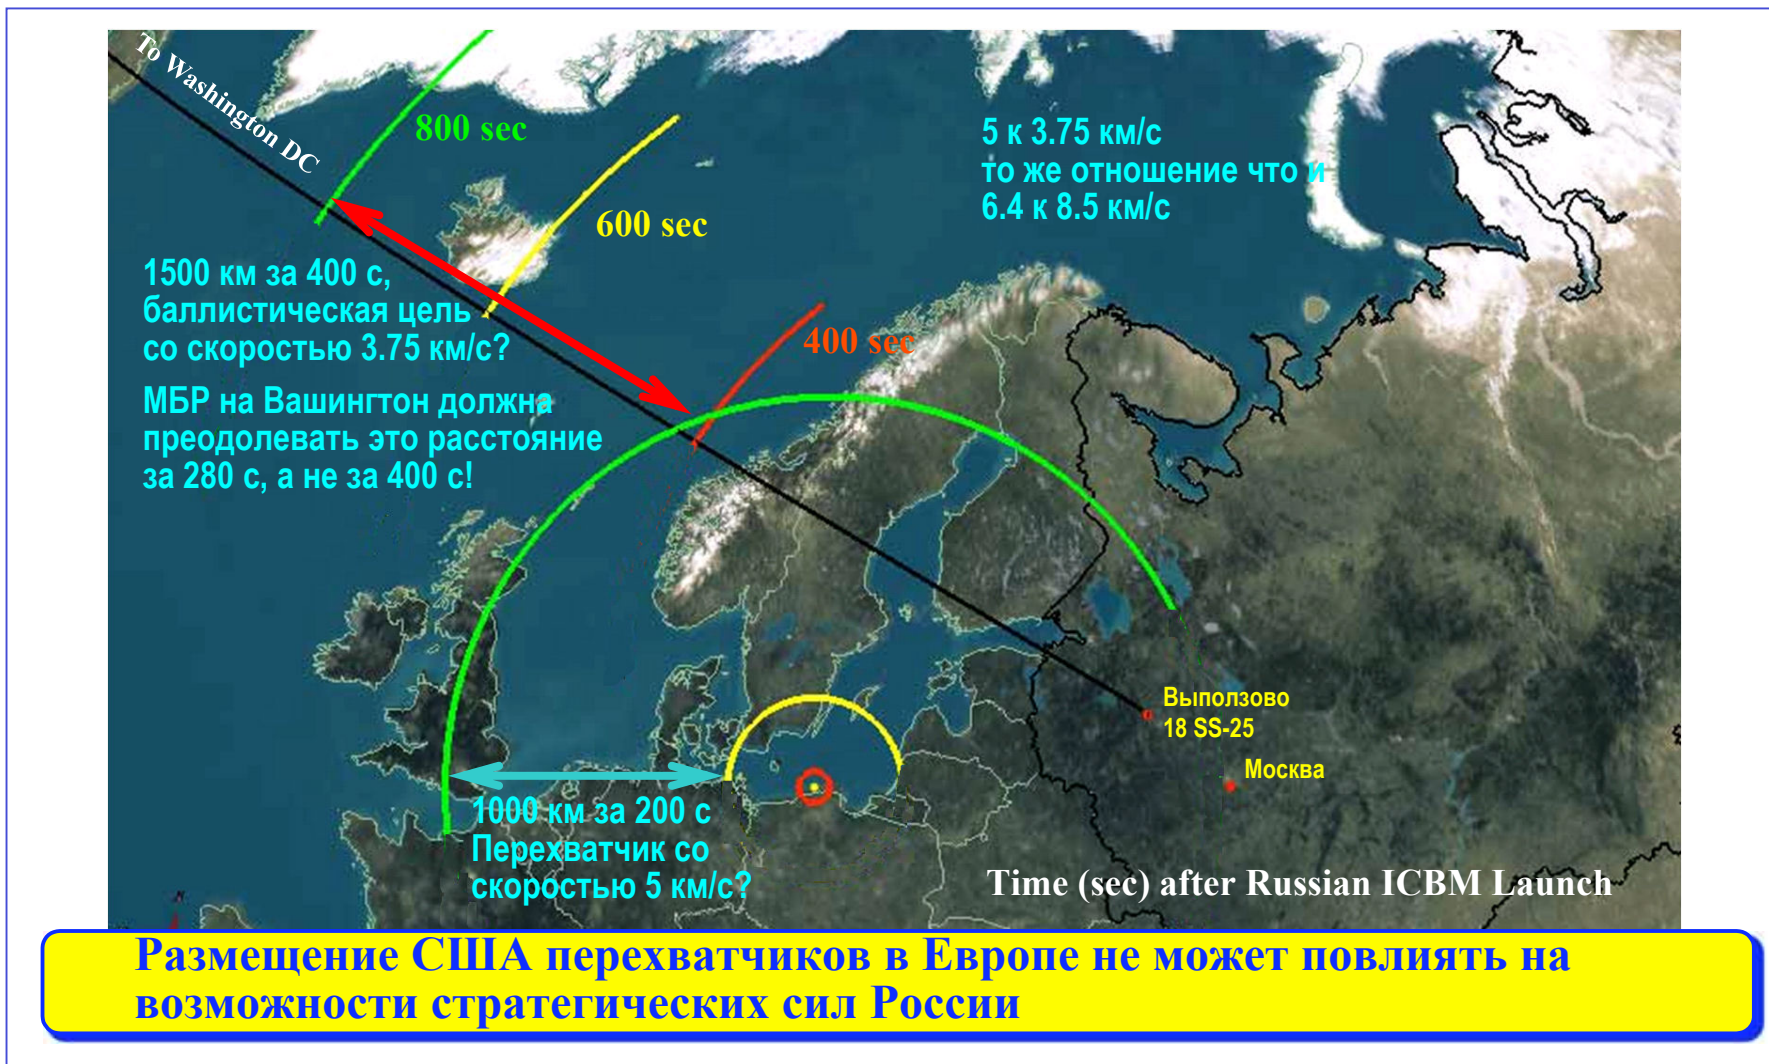 To Washington DC
800 sec
600 sec
400 sec
5 к 3.75 км/с
то же отношение что и
6.4 к 8.5 км/с
1500 км за 400 с,
баллистическая цель
со скоростью 3.75 км/с?
МБР на Вашингтон должна
преодолевать это расстояние
за 280 с, а не за 400 с!
Выползово
18 SS-25
Москва
1000 км за 200 с
Перехватчик со
скоростью 5 км/с?
Time (sec) after Russian ICBM Launch
Размещение США перехватчиков в Европе не может повлиять на
возможности стратегических сил России